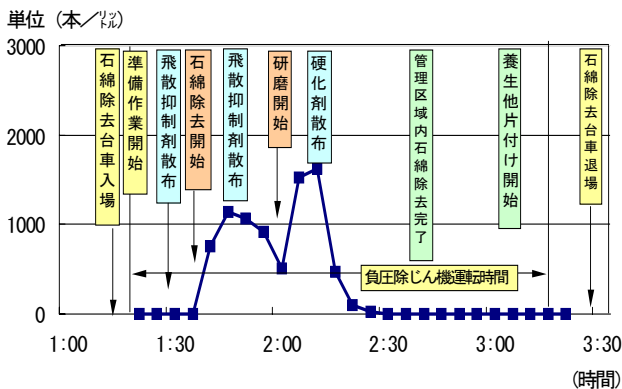 単位（本／㍑）
3000
2000
1000
0
石綿除去台車入場
準備作業開始
飛散抑制剤散布
石綿除去開始
飛散抑制剤散布
研磨開始
硬化剤散布
管理区域内石綿除去完了
養生他片付け開始
石綿除去台車退場
負圧除じん機運転時間
1:00
1:30
2:00
2:30
3:00
3:30
(時間)